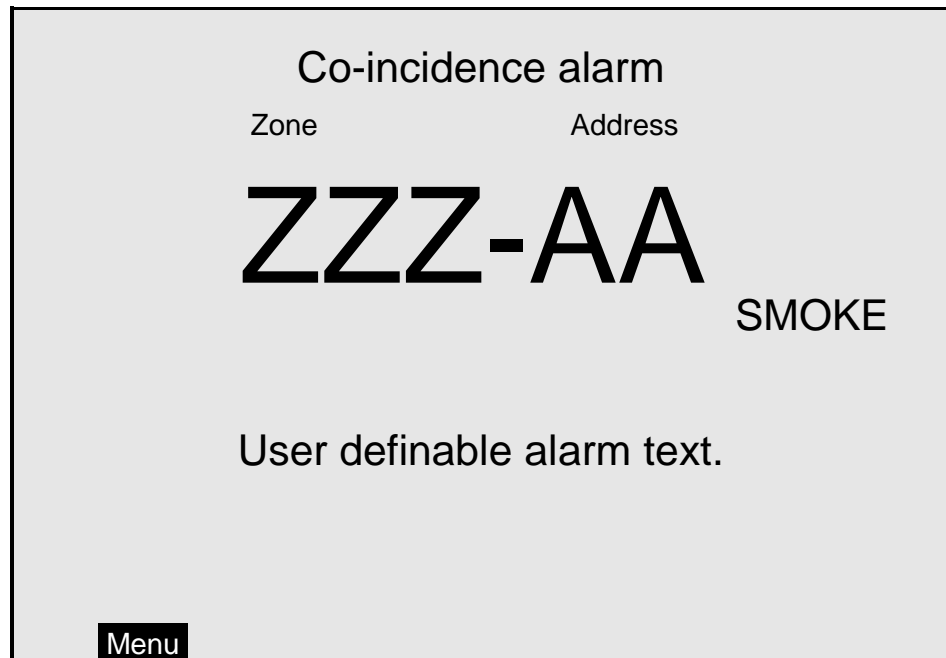 Co-incidence alarm
Zone Address
ZZZ-AA
SMOKE
User definable alarm text.
Menu